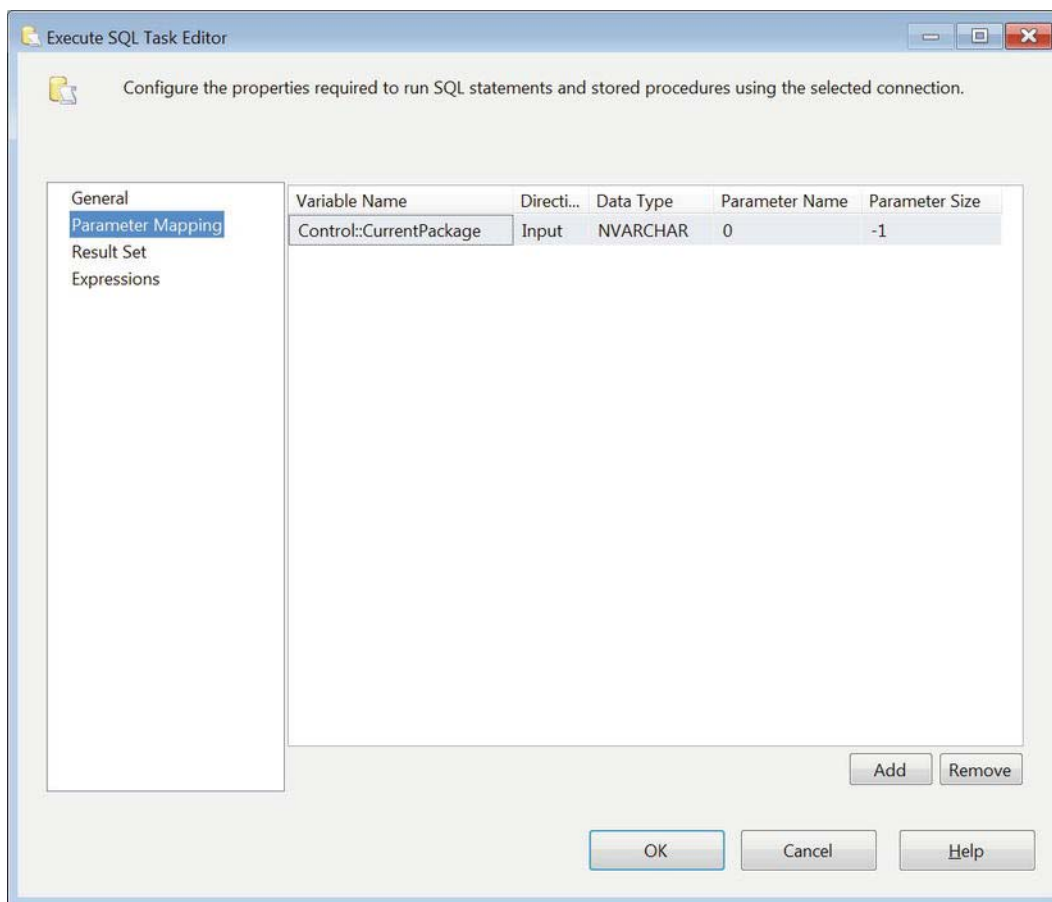 Execute SQL Task Editor
Configure the properties required to run SQL statements and stored procedures using the selected connection.
General
Parameter Mapping
Result Set
Expressions
Variable Name Directi... Data Type Parameter Name Parameter Size
Control::CurrentPackage Input NVARCHAR 0 -1
Add Remove
OK Cancel Help